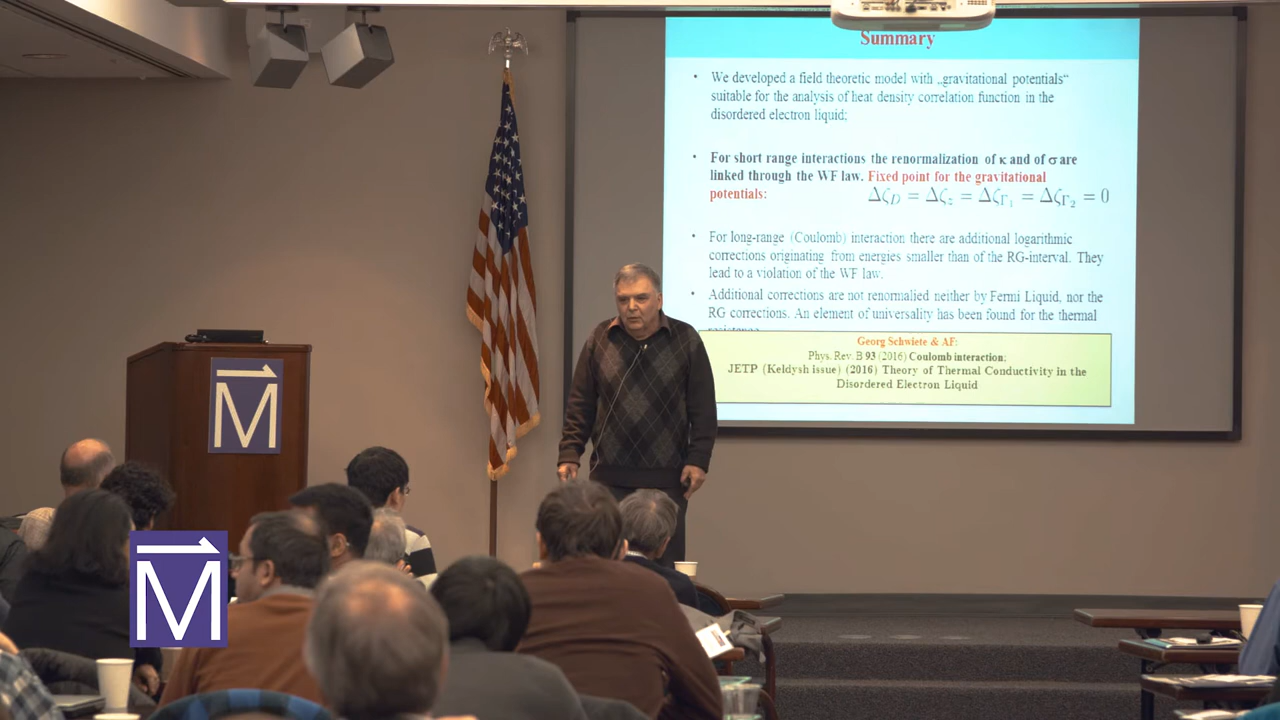 Summary
• We developed a field theoretic model with „gravitational potentials“
suitable for the analysis of heat density correlation function in the
disordered electron liquid;
• For short range interactions the renormalization of κ and of σ are
linked through the WF law. Fixed point for the gravitational
potentials: Δζ_D = Δζ_z = Δζ_Γ₁ = Δζ_Γ₂ = 0
• For long-range (Coulomb) interaction there are additional logarithmic
corrections originating from energies smaller than of the RG-interval. They
lead to a violation of the WF law.
• Additional corrections are not renormalied neither by Fermi Liquid, nor the
RG corrections. An element of universality has been found for the thermal
resistance
Georg Schwiete & AF:
Phys. Rev. B 93 (2016) Coulomb interaction;
JETP (Keldysh issue) (2016) Theory of Thermal Conductivity in the
Disordered Electron Liquid
M
M